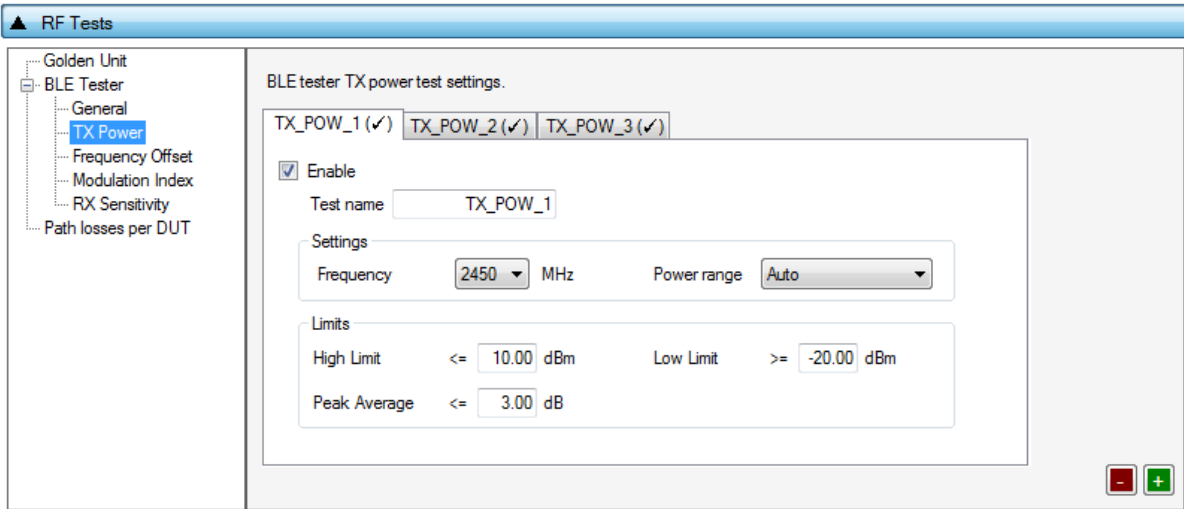 ▲ RF Tests
Golden Unit
BLE Tester
General
TX Power
Frequency Offset
Modulation Index
RX Sensitivity
Path losses per DUT
BLE tester TX power test settings.
TX_POW_1 (✓) TX_POW_2 (✓) TX_POW_3 (✓)
Enable
Test name TX_POW_1
Settings
Frequency 2450 MHz Power range Auto
Limits
High Limit <= 10.00 dBm Low Limit >= -20.00 dBm
Peak Average <= 3.00 dB
- +